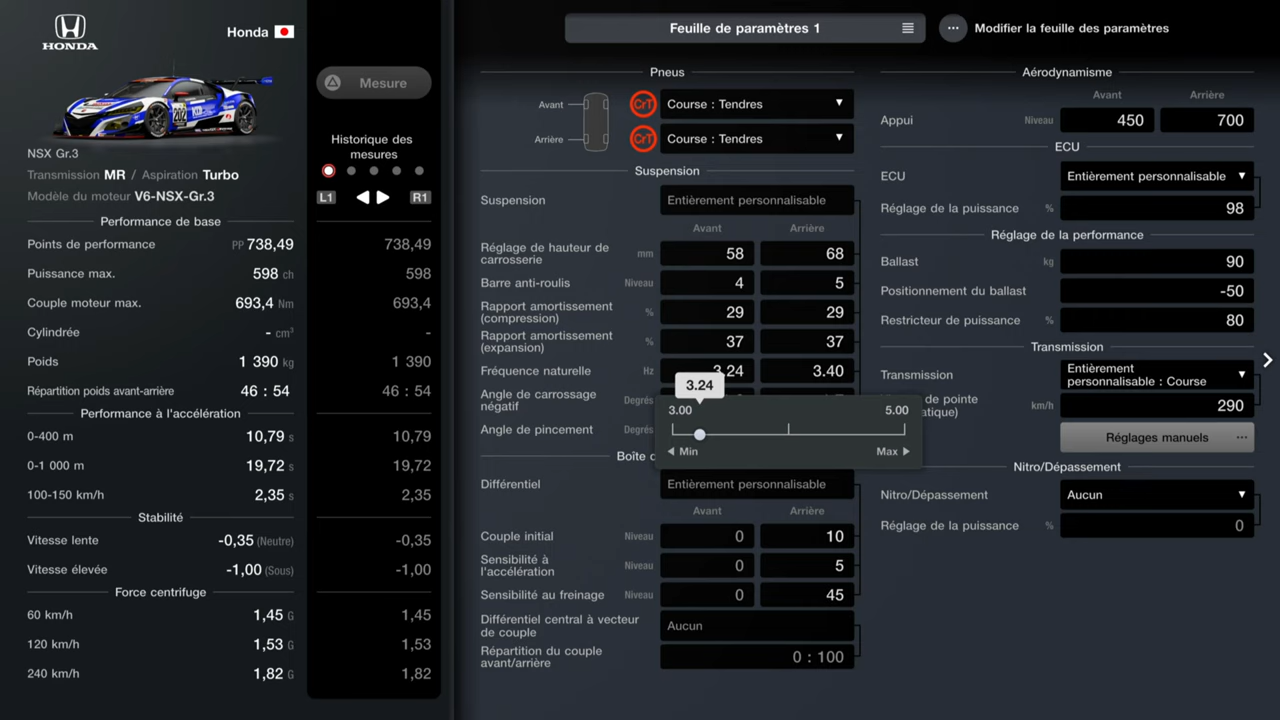 HONDA
Honda
NSX Gr.3
Transmission MR / Aspiration Turbo
Modèle du moteur V6-NSX-Gr.3
Performance de base
Points de performance PP 738,49
Puissance max. 598 ch
Couple moteur max. 693,4 Nm
Cylindrée - cm³
Poids 1 390 kg
Répartition poids avant-arrière 46 : 54
Performance à l'accélération
0-400 m 10,79 s
0-1 000 m 19,72 s
100-150 km/h 2,35 s
Stabilité
Vitesse lente -0,35 (Neutre)
Vitesse élevée -1,00 (Sous)
Force centrifuge
60 km/h 1,45 G
120 km/h 1,53 G
240 km/h 1,82 G
Mesure
Historique des
mesures
L1 R1
738,49
598
693,4
-
1 390
46 : 54
10,79
19,72
2,35
-0,35
-1,00
1,45
1,53
1,82
Feuille de paramètres 1
Modifier la feuille des paramètres
Pneus
Avant CrT Course : Tendres
Arrière CrT Course : Tendres
Suspension
Suspension Entièrement personnalisable
Avant Arrière
Réglage de hauteur de
carrosserie mm 58 68
Barre anti-roulis Niveau 4 5
Rapport amortissement
(compression) % 29 29
Rapport amortissement
(expansion) % 37 37
Fréquence naturelle Hz 3.24 3.40
3.24
Angle de carrossage
négatif Degrés
3.00 5.00
Angle de pincement Degrés
Min Max
Différentiel Entièrement personnalisable
Avant Arrière
Couple initial Niveau 0 10
Sensibilité à
l'accélération Niveau 0 5
Sensibilité au freinage Niveau 0 45
Différentiel central à vecteur
de couple Aucun
Répartition du couple
avant/arrière 0 : 100
Aérodynamisme
Avant Arrière
Appui Niveau 450 700
ECU
ECU Entièrement personnalisable
Réglage de la puissance % 98
Réglage de la performance
Ballast kg 90
Positionnement du ballast -50
Restricteur de puissance % 80
Transmission
Transmission Entièrement
personnalisable : Course
de pointe
km/h 290
Réglages manuels
Nitro/Dépassement
Nitro/Dépassement Aucun
Réglage de la puissance % 0